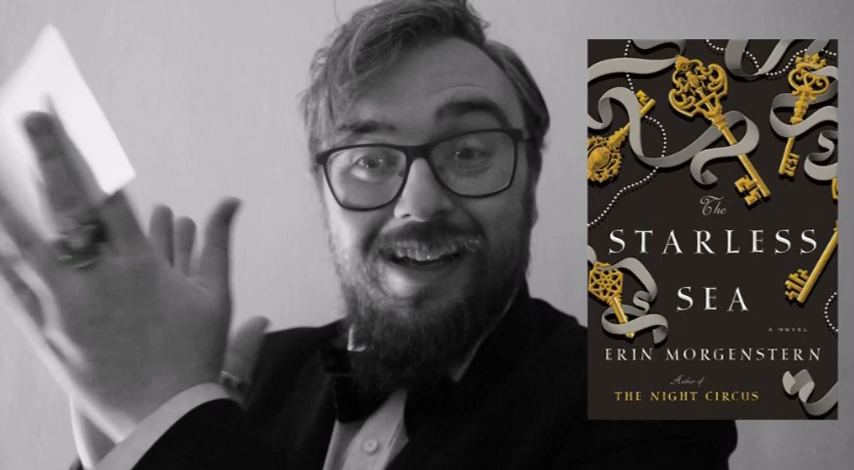 The
STARLESS
SEA
A NOVEL
ERIN MORGENSTERN
Author of
THE NIGHT CIRCUS